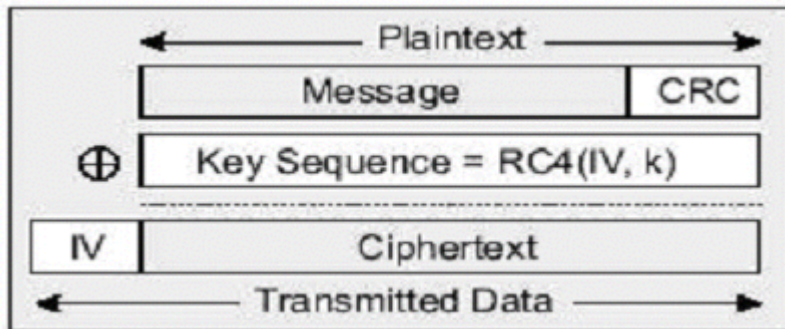 Plaintext
Message CRC
⊕ Key Sequence = RC4(IV, k)
IV Ciphertext
Transmitted Data